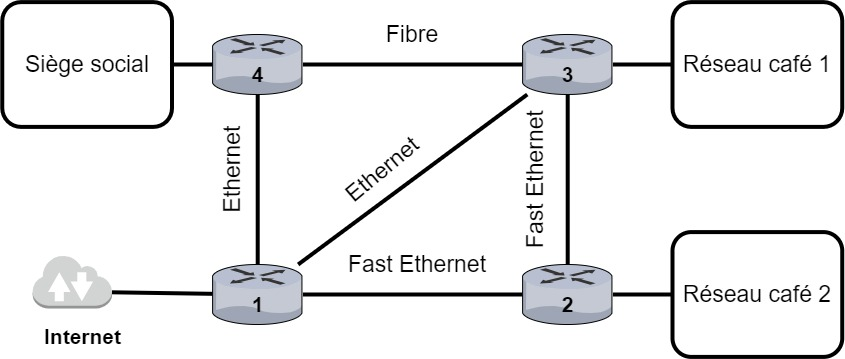 Siège social
4
Fibre
3
Réseau café 1
Ethernet
Ethernet
Fast Ethernet
Fast Ethernet
1
2
Réseau café 2
Internet